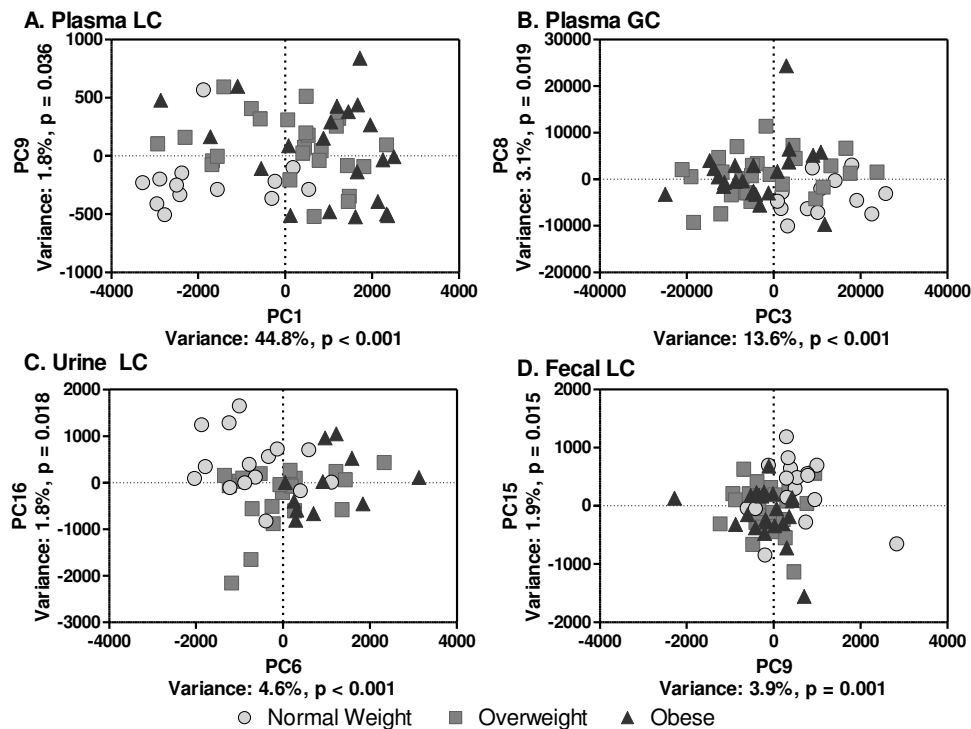 A. Plasma LC
PC9
Variance: 1.8%, p = 0.036
1000
500
0
-500
-1000
-4000 -2000 0 2000 4000
PC1
Variance: 44.8%, p < 0.001
B. Plasma GC
PC8
Variance: 3.1%, p = 0.019
30000
20000
10000
0
-10000
-20000
-40000 -20000 0 20000 40000
PC3
Variance: 13.6%, p < 0.001
C. Urine LC
PC16
Variance: 1.8%, p = 0.018
2000
1000
0
-1000
-2000
-3000
-4000 -2000 0 2000 4000
PC6
Variance: 4.6%, p < 0.001
D. Fecal LC
PC15
Variance: 1.9%, p = 0.015
2000
1000
0
-1000
-2000
-4000 -2000 0 2000 4000
PC9
Variance: 3.9%, p = 0.001
Normal Weight Overweight Obese